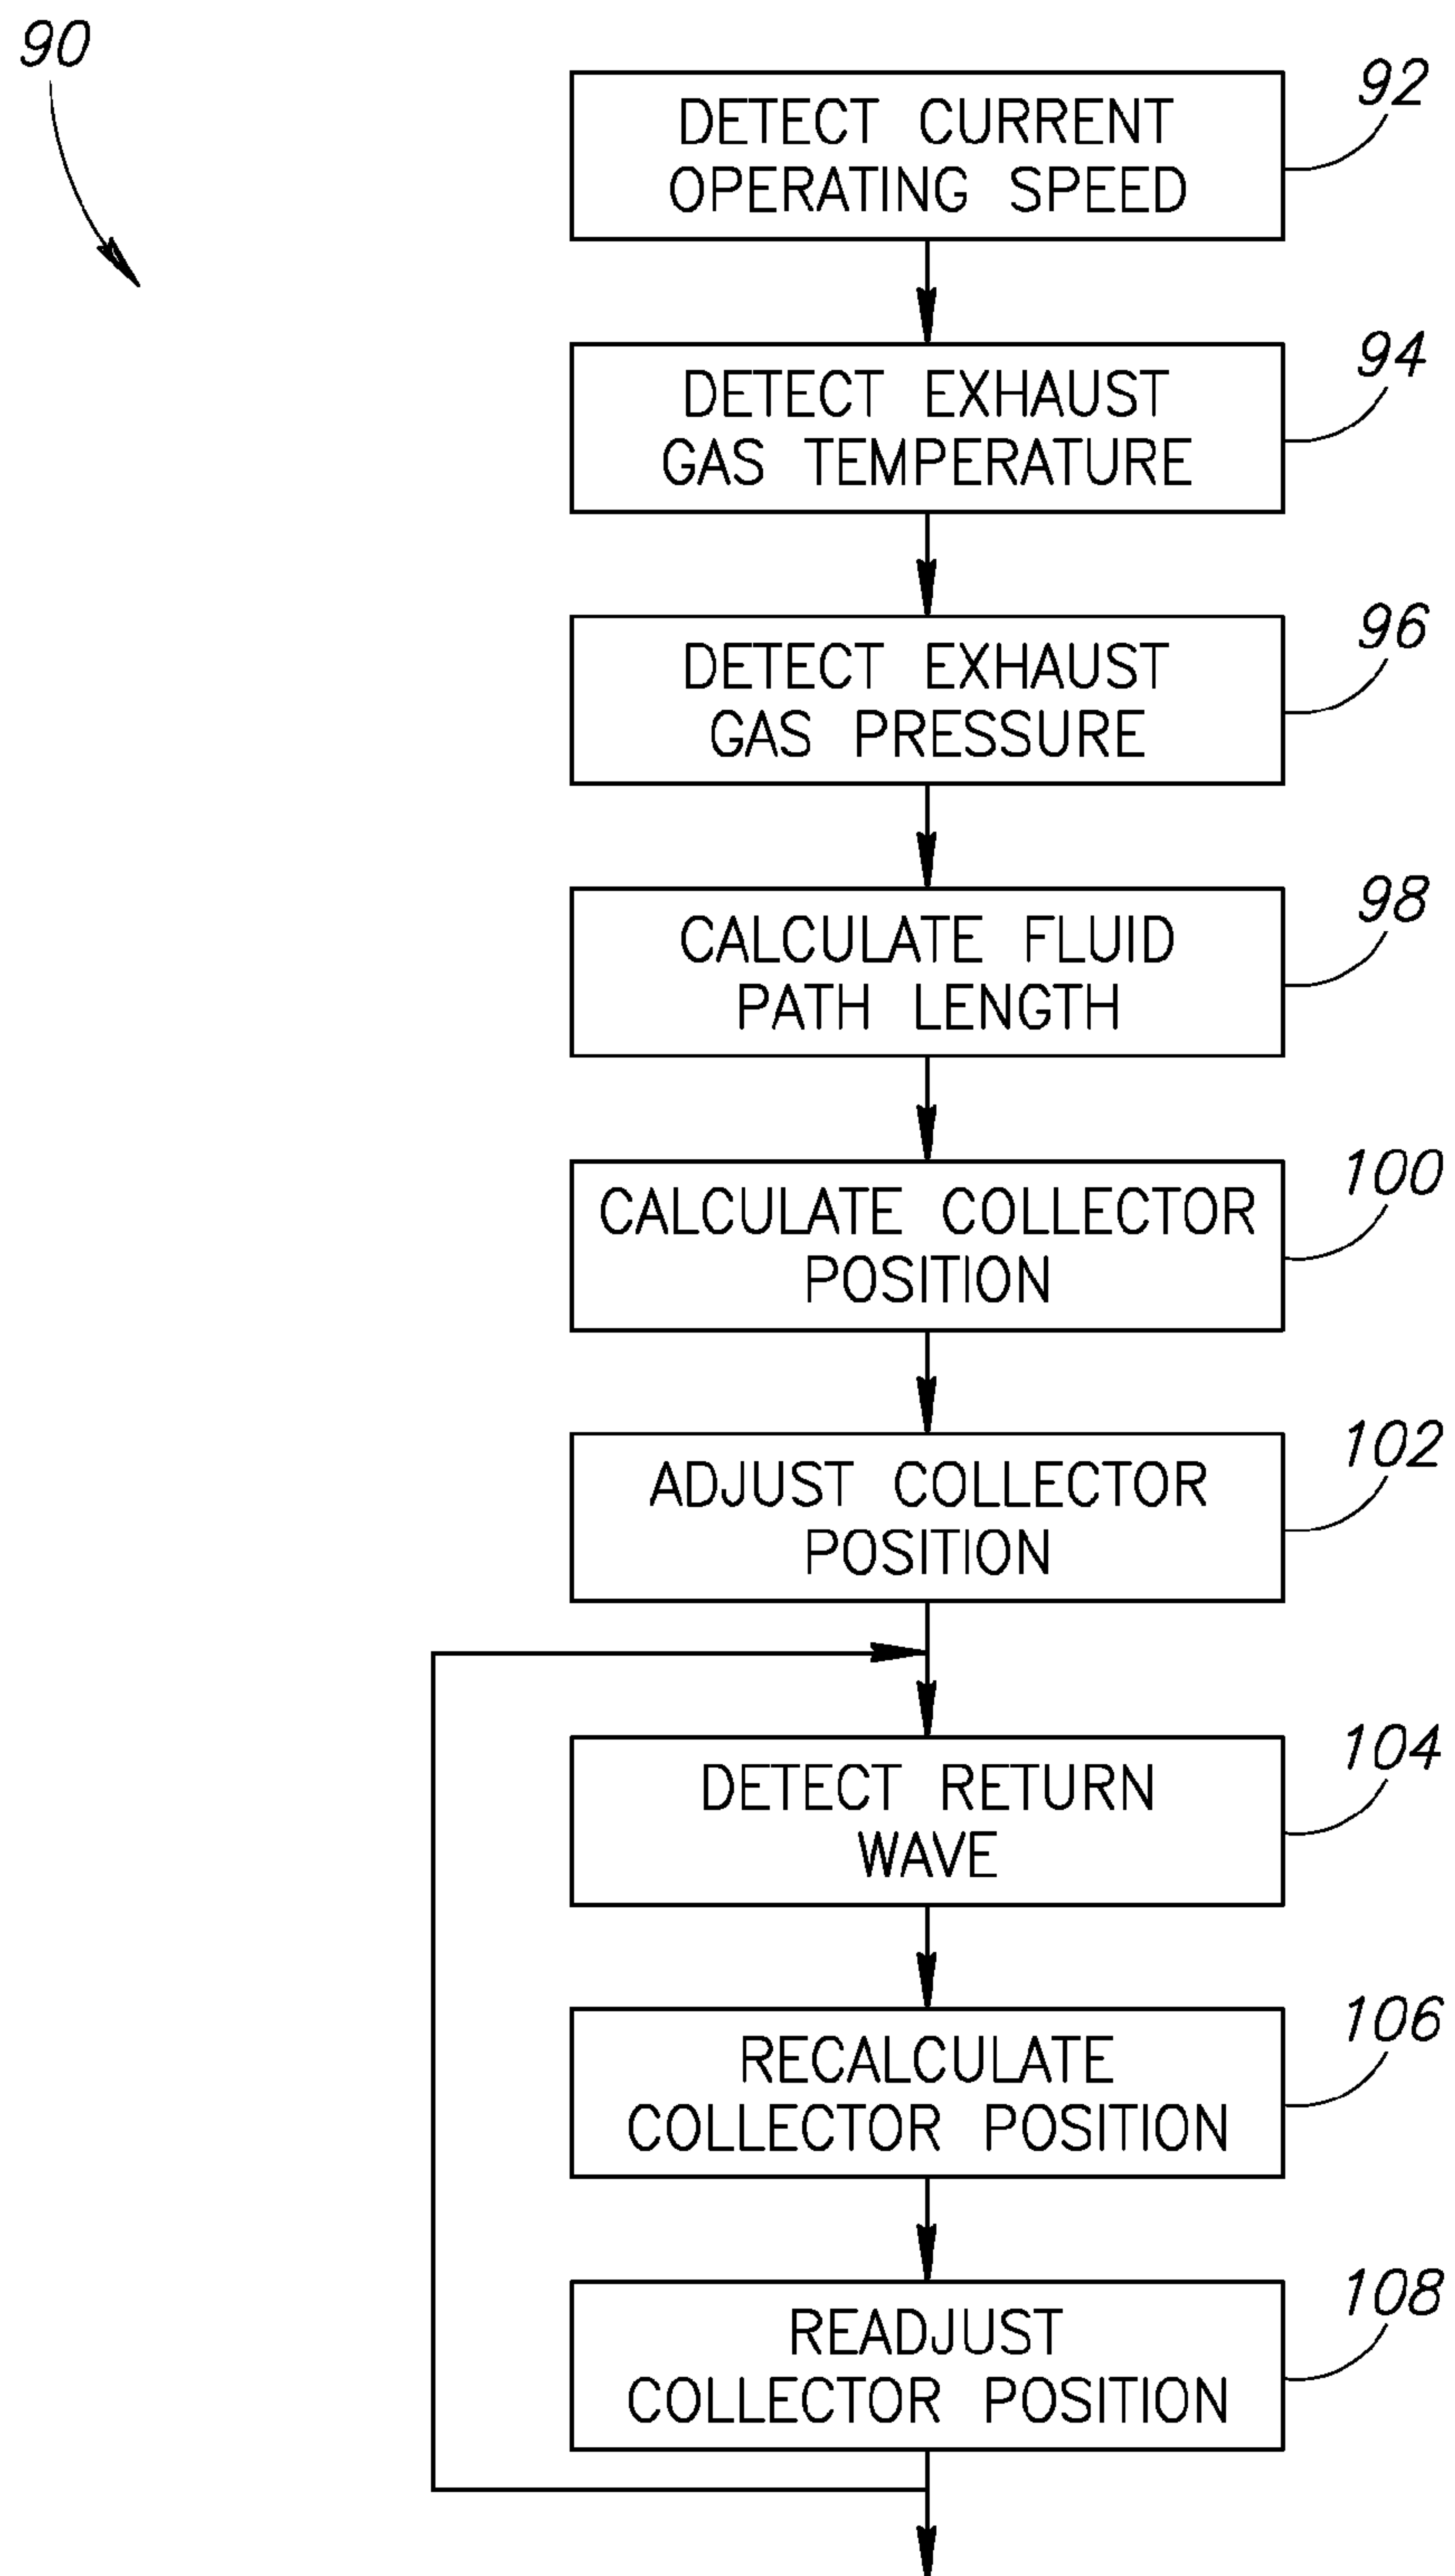 90
DETECT CURRENT
OPERATING SPEED
92
DETECT EXHAUST
GAS TEMPERATURE
94
DETECT EXHAUST
GAS PRESSURE
96
CALCULATE FLUID
PATH LENGTH
98
CALCULATE COLLECTOR
POSITION
100
ADJUST COLLECTOR
POSITION
102
DETECT RETURN
WAVE
104
RECALCULATE
COLLECTOR POSITION
106
READJUST
COLLECTOR POSITION
108